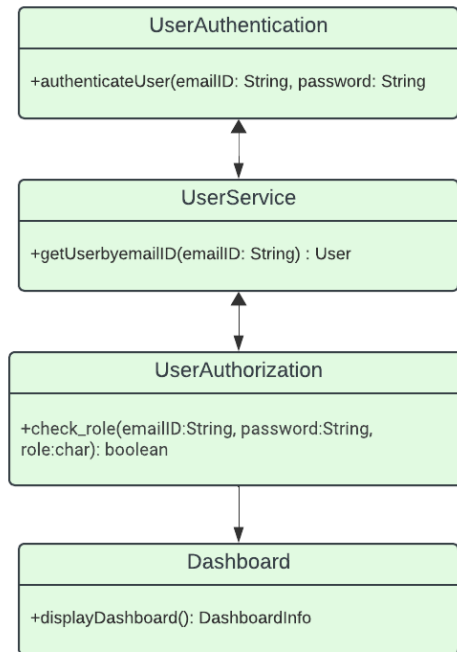 UserAuthentication
+authenticateUser(emailID: String, password: String
UserService
+getUserbyemailID(emailID: String) : User
UserAuthorization
+check_role(emailID:String, password:String,
role:char): boolean
Dashboard
+displayDashboard(): DashboardInfo